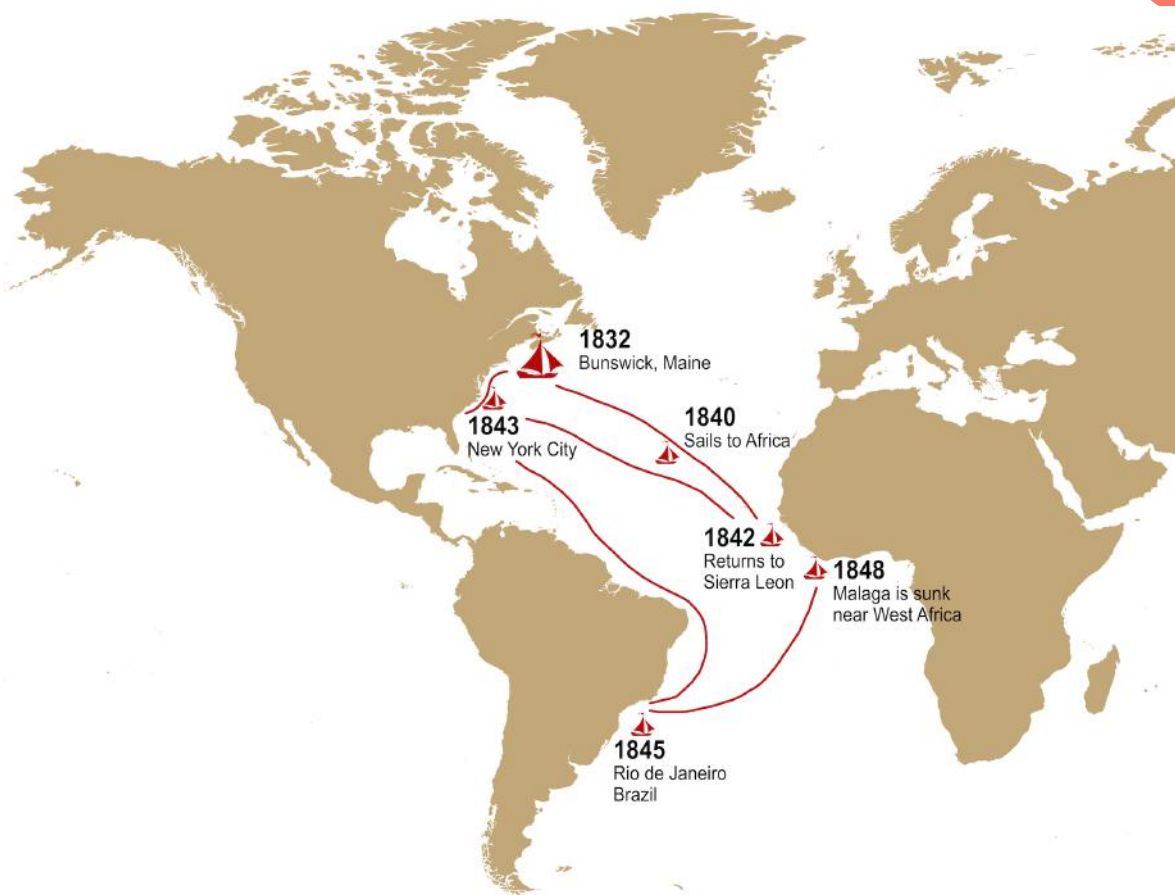 1832
Bunswick, Maine
1840
Sails to Africa
1843
New York City
1842
Returns to
Sierra Leon
1848
Malaga is sunk
near West Africa
1845
Rio de Janeiro
Brazil